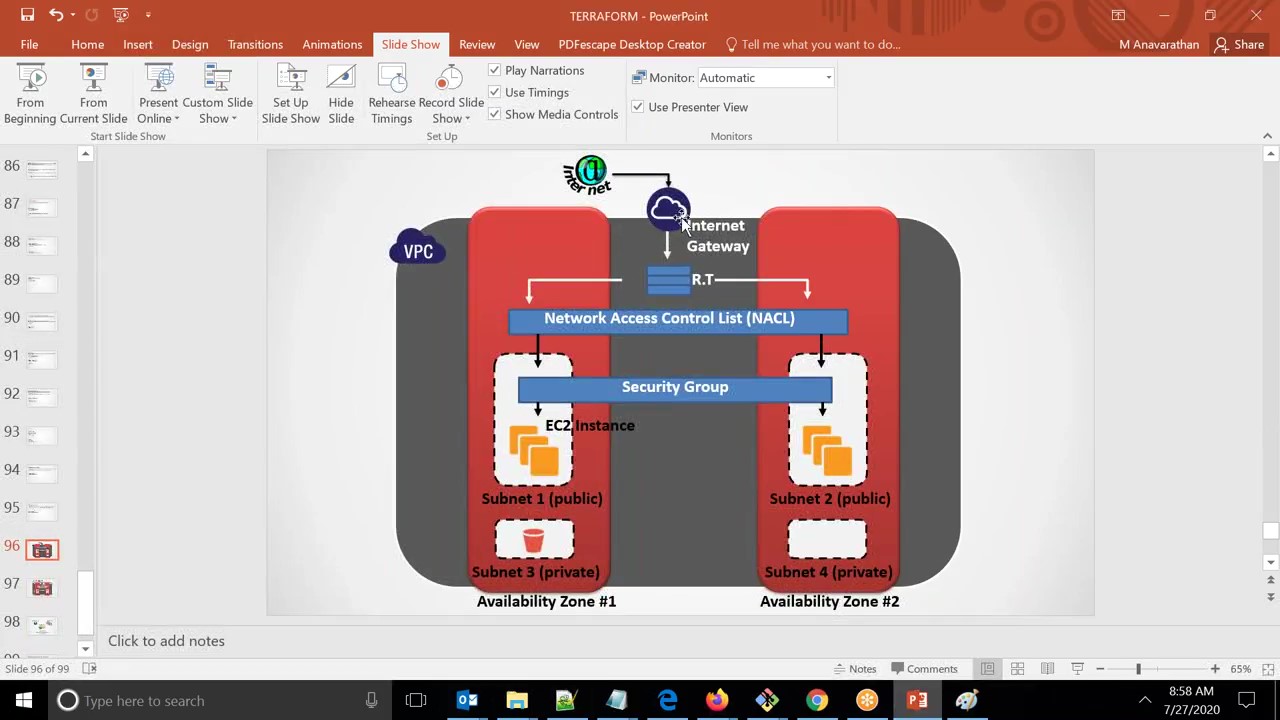 TERRAFORM - PowerPoint
File Home Insert Design Transitions Animations Slide Show Review View PDFescape Desktop Creator Tell me what you want to do... M Anavarathan Share
From Beginning
From Current Slide
Present Online
Custom Slide Show
Start Slide Show
Set Up Slide Show
Hide Slide
Rehearse Timings
Record Slide Show
Play Narrations
Use Timings
Show Media Controls
Set Up
Monitor: Automatic
Use Presenter View
Monitors
86
87
88
89
90
91
92
93
94
95
96
97
98
Internet
Internet
Gateway
VPC
R.T
Network Access Control List (NACL)
Security Group
EC2 Instance
Subnet 1 (public)
Subnet 2 (public)
Subnet 3 (private)
Subnet 4 (private)
Availability Zone #1
Availability Zone #2
Click to add notes
Slide 96 of 99
Notes
Comments
65%
Type here to search
8:58 AM
7/27/2020